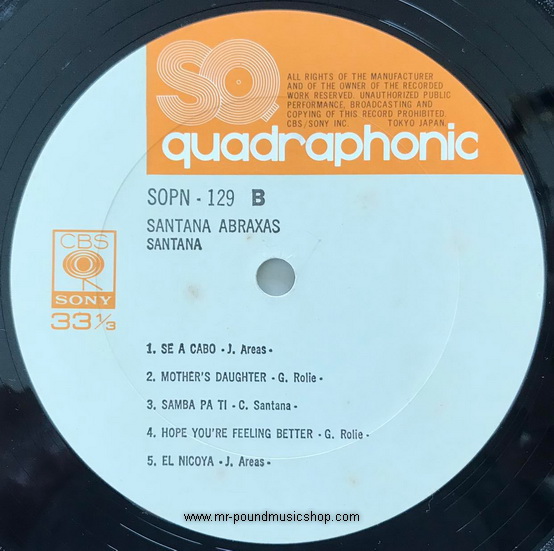 SQ
ALL RIGHTS OF THE MANUFACTURER
AND OF THE OWNER OF THE RECORDED
WORK RESERVED. UNAUTHORIZED PUBLIC
PERFORMANCE, BROADCASTING AND
COPYING OF THIS RECORD PROHIBITED.
CBS/SONY INC. TOKYO JAPAN.
quadraphonic
SOPN - 129 B
SANTANA ABRAXAS
SANTANA
CBS
SONY
33 1/3
1. SE A CABO - J. Areas -
2. MOTHER'S DAUGHTER - G. Rolie -
3. SAMBA PA TI - C. Santana -
4. HOPE YOU'RE FEELING BETTER - G. Rolie -
5. EL NICOYA - J. Areas -
www.mr-poundmusicshop.com